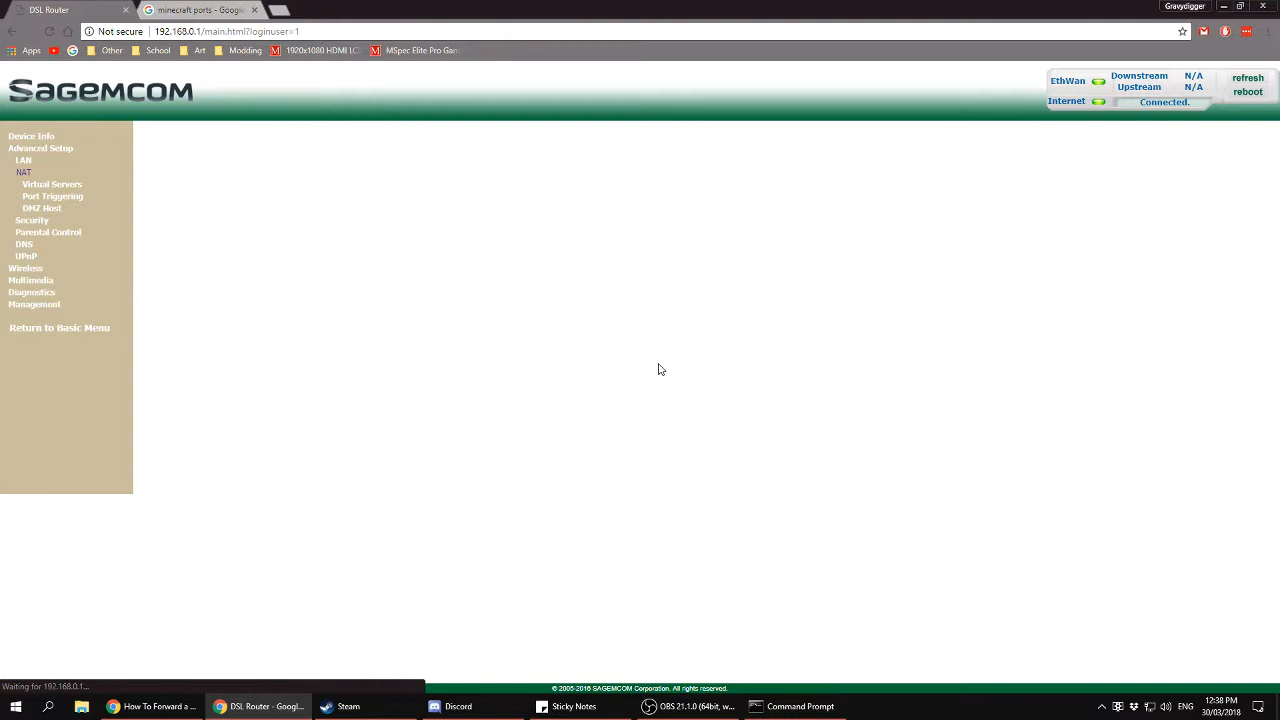 DSL Router
minecraft ports - Google
Gravydigger
Not secure
192.168.0.1/main.html?loginuser=1
Apps
Other
School
Art
Modding
1920x1080 HDMI LC
MSpec Elite Pro Gam
SAGEMCOM
EthWan
Downstream N/A
Upstream N/A
Internet
Connected.
refresh
reboot
Device Info
Advanced Setup
LAN
NAT
Virtual Servers
Port Triggering
DMZ Host
Security
Parental Control
DNS
UPnP
Wireless
Multimedia
Diagnostics
Management
Return to Basic Menu
Waiting for 192.168.0.1...
© 2005-2016 SAGEMCOM Corporation. All rights reserved.
How To Forward a ...
DSL Router - Googl...
Steam
Discord
Sticky Notes
OBS 21.1.0 (64bit, w...
Command Prompt
ENG
12:38 PM
30/03/2018